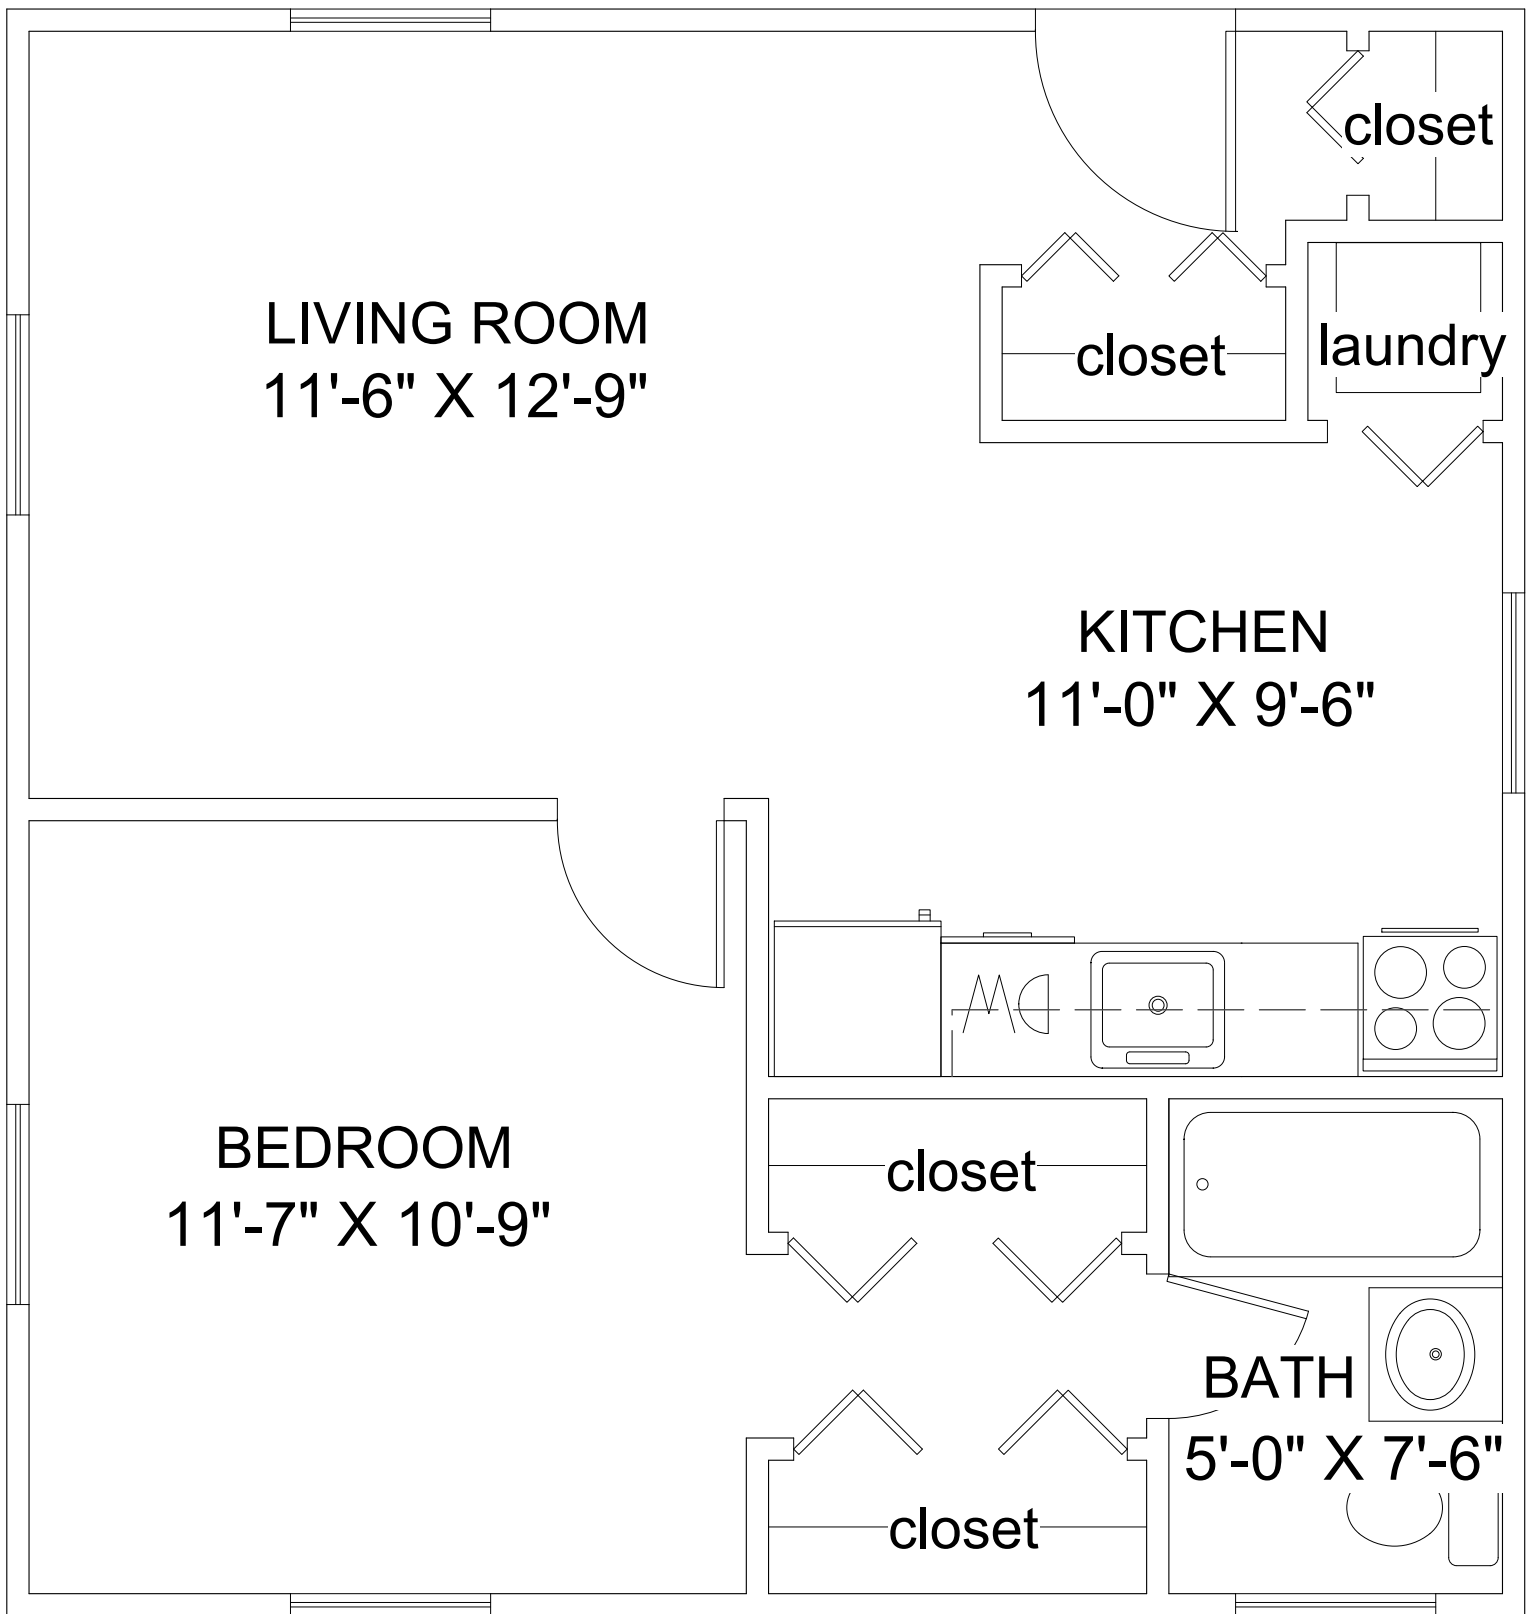 closet
LIVING ROOM
11'-6" X 12'-9"
closet
laundry
KITCHEN
11'-0" X 9'-6"
BEDROOM
11'-7" X 10'-9"
closet
BATH
5'-0" X 7'-6"
closet